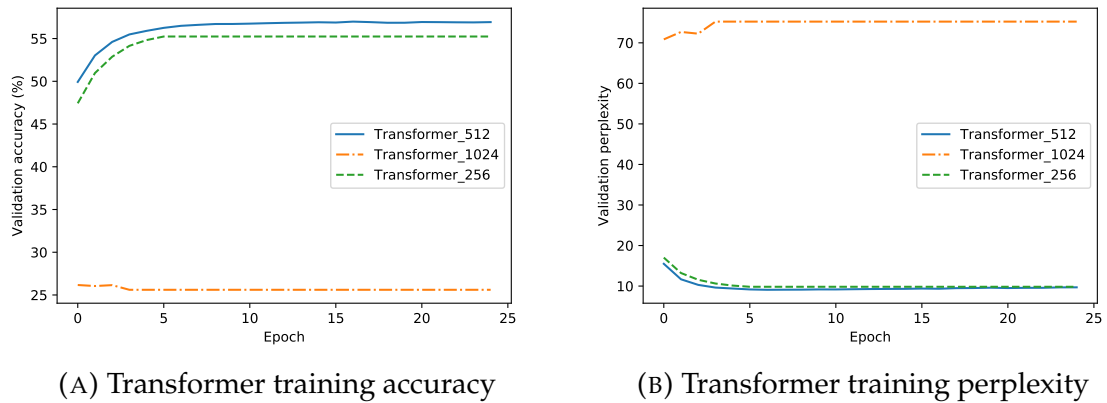 55
50
45
40
35
30
25
Validation accuracy (%)
Transformer_512
Transformer_1024
Transformer_256
0 5 10 15 20 25
Epoch
(A) Transformer training accuracy
70
60
50
40
30
20
10
Validation perplexity
Transformer_512
Transformer_1024
Transformer_256
0 5 10 15 20 25
Epoch
(B) Transformer training perplexity